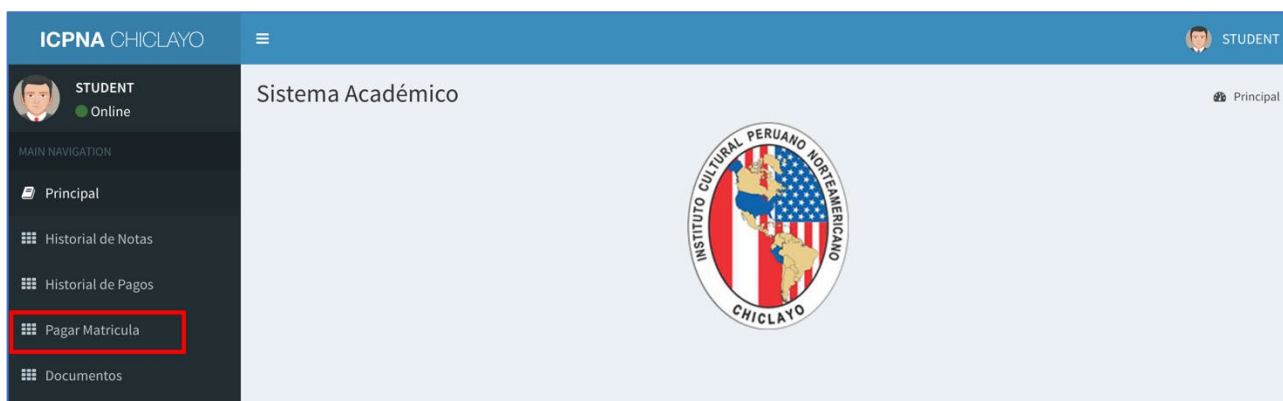 ICPNA CHICLAYO
STUDENT
STUDENT
Online
Sistema Académico
Principal
MAIN NAVIGATION
Principal
Historial de Notas
Historial de Pagos
Pagar Matricula
Documentos
INSTITUTO CULTURAL PERUANO NORTEAMERICANO
CHICLAYO